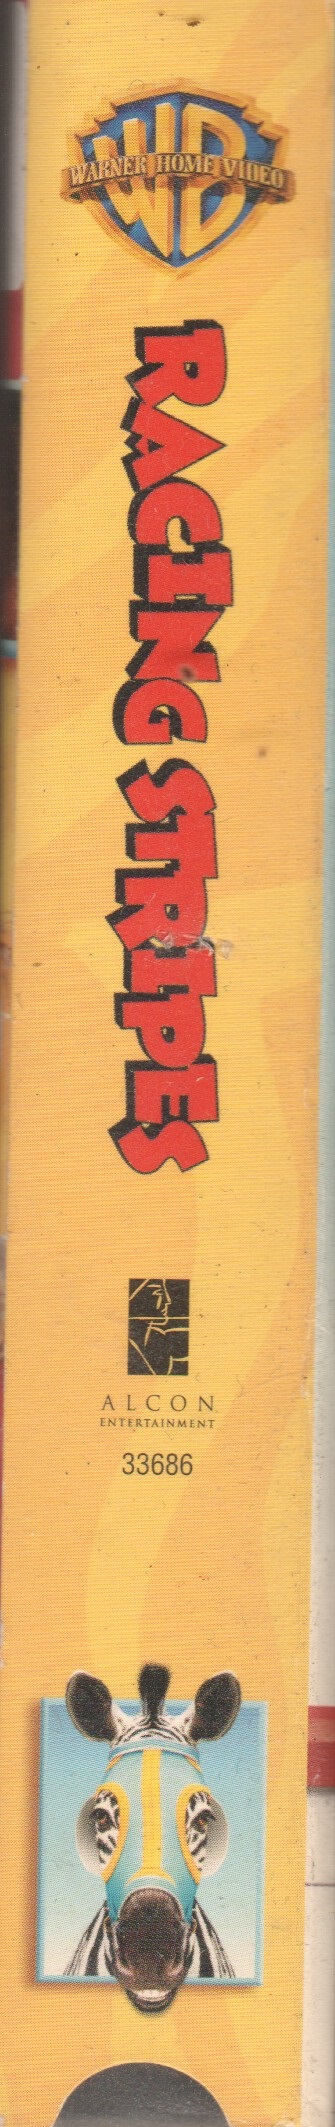 WB
WARNER HOME VIDEO
RACING STRIPES
ALCON
ENTERTAINMENT
33686